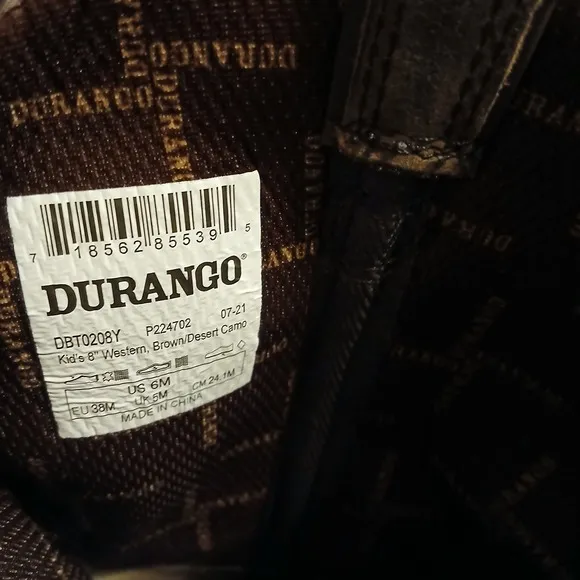 DURANGO
DURANGO
DURANGO
DURANGO
7 18562 85539 5
DURANGO®
DBT0208Y P224702 07-21
Kid's 8" Western, Brown/Desert Camo
US 6M
EU 38M UK 5M CM 24.1M
MADE IN CHINA